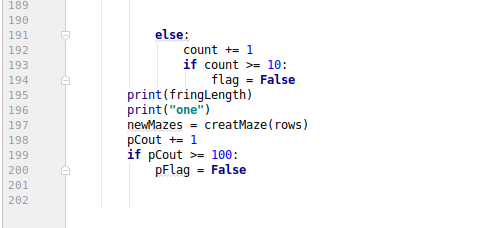 189
190
191 else:
192 count += 1
193 if count >= 10:
194 flag = False
195 print(fringLength)
196 print("one")
197 newMazes = creatMaze(rows)
198 pCout += 1
199 if pCout >= 100:
200 pFlag = False
201
202